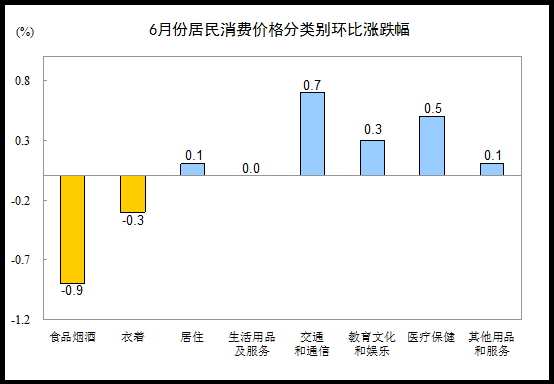 6月份居民消费价格分类别环比涨跌幅
(%)
0.8
0.3
-0.2
-0.7
-1.2
-0.9
-0.3
0.1
0.0
0.7
0.3
0.5
0.1
食品烟酒
衣着
居住
生活用品
及服务
交通
和通信
教育文化
和娱乐
医疗保健
其他用品
和服务